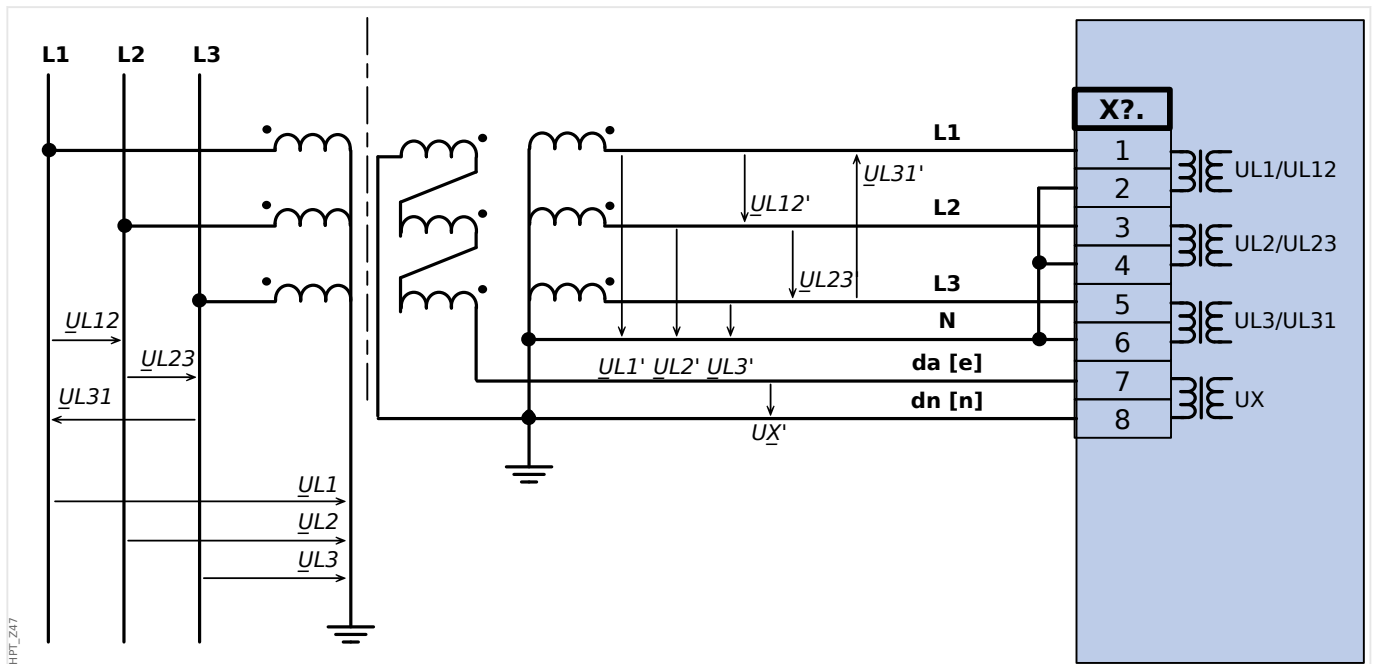 L1 L2 L3
X?.
L1
1
UL1/UL12
UL31'
2
UL12'
L2
3
UL2/UL23
4
UL23'
L3
5
UL3/UL31
N
6
UL12
UL23
UL31
UL1' UL2' UL3'
da [e]
7
UX
dn [n]
8
UX'
UL1
UL2
UL3
HPT_Z47